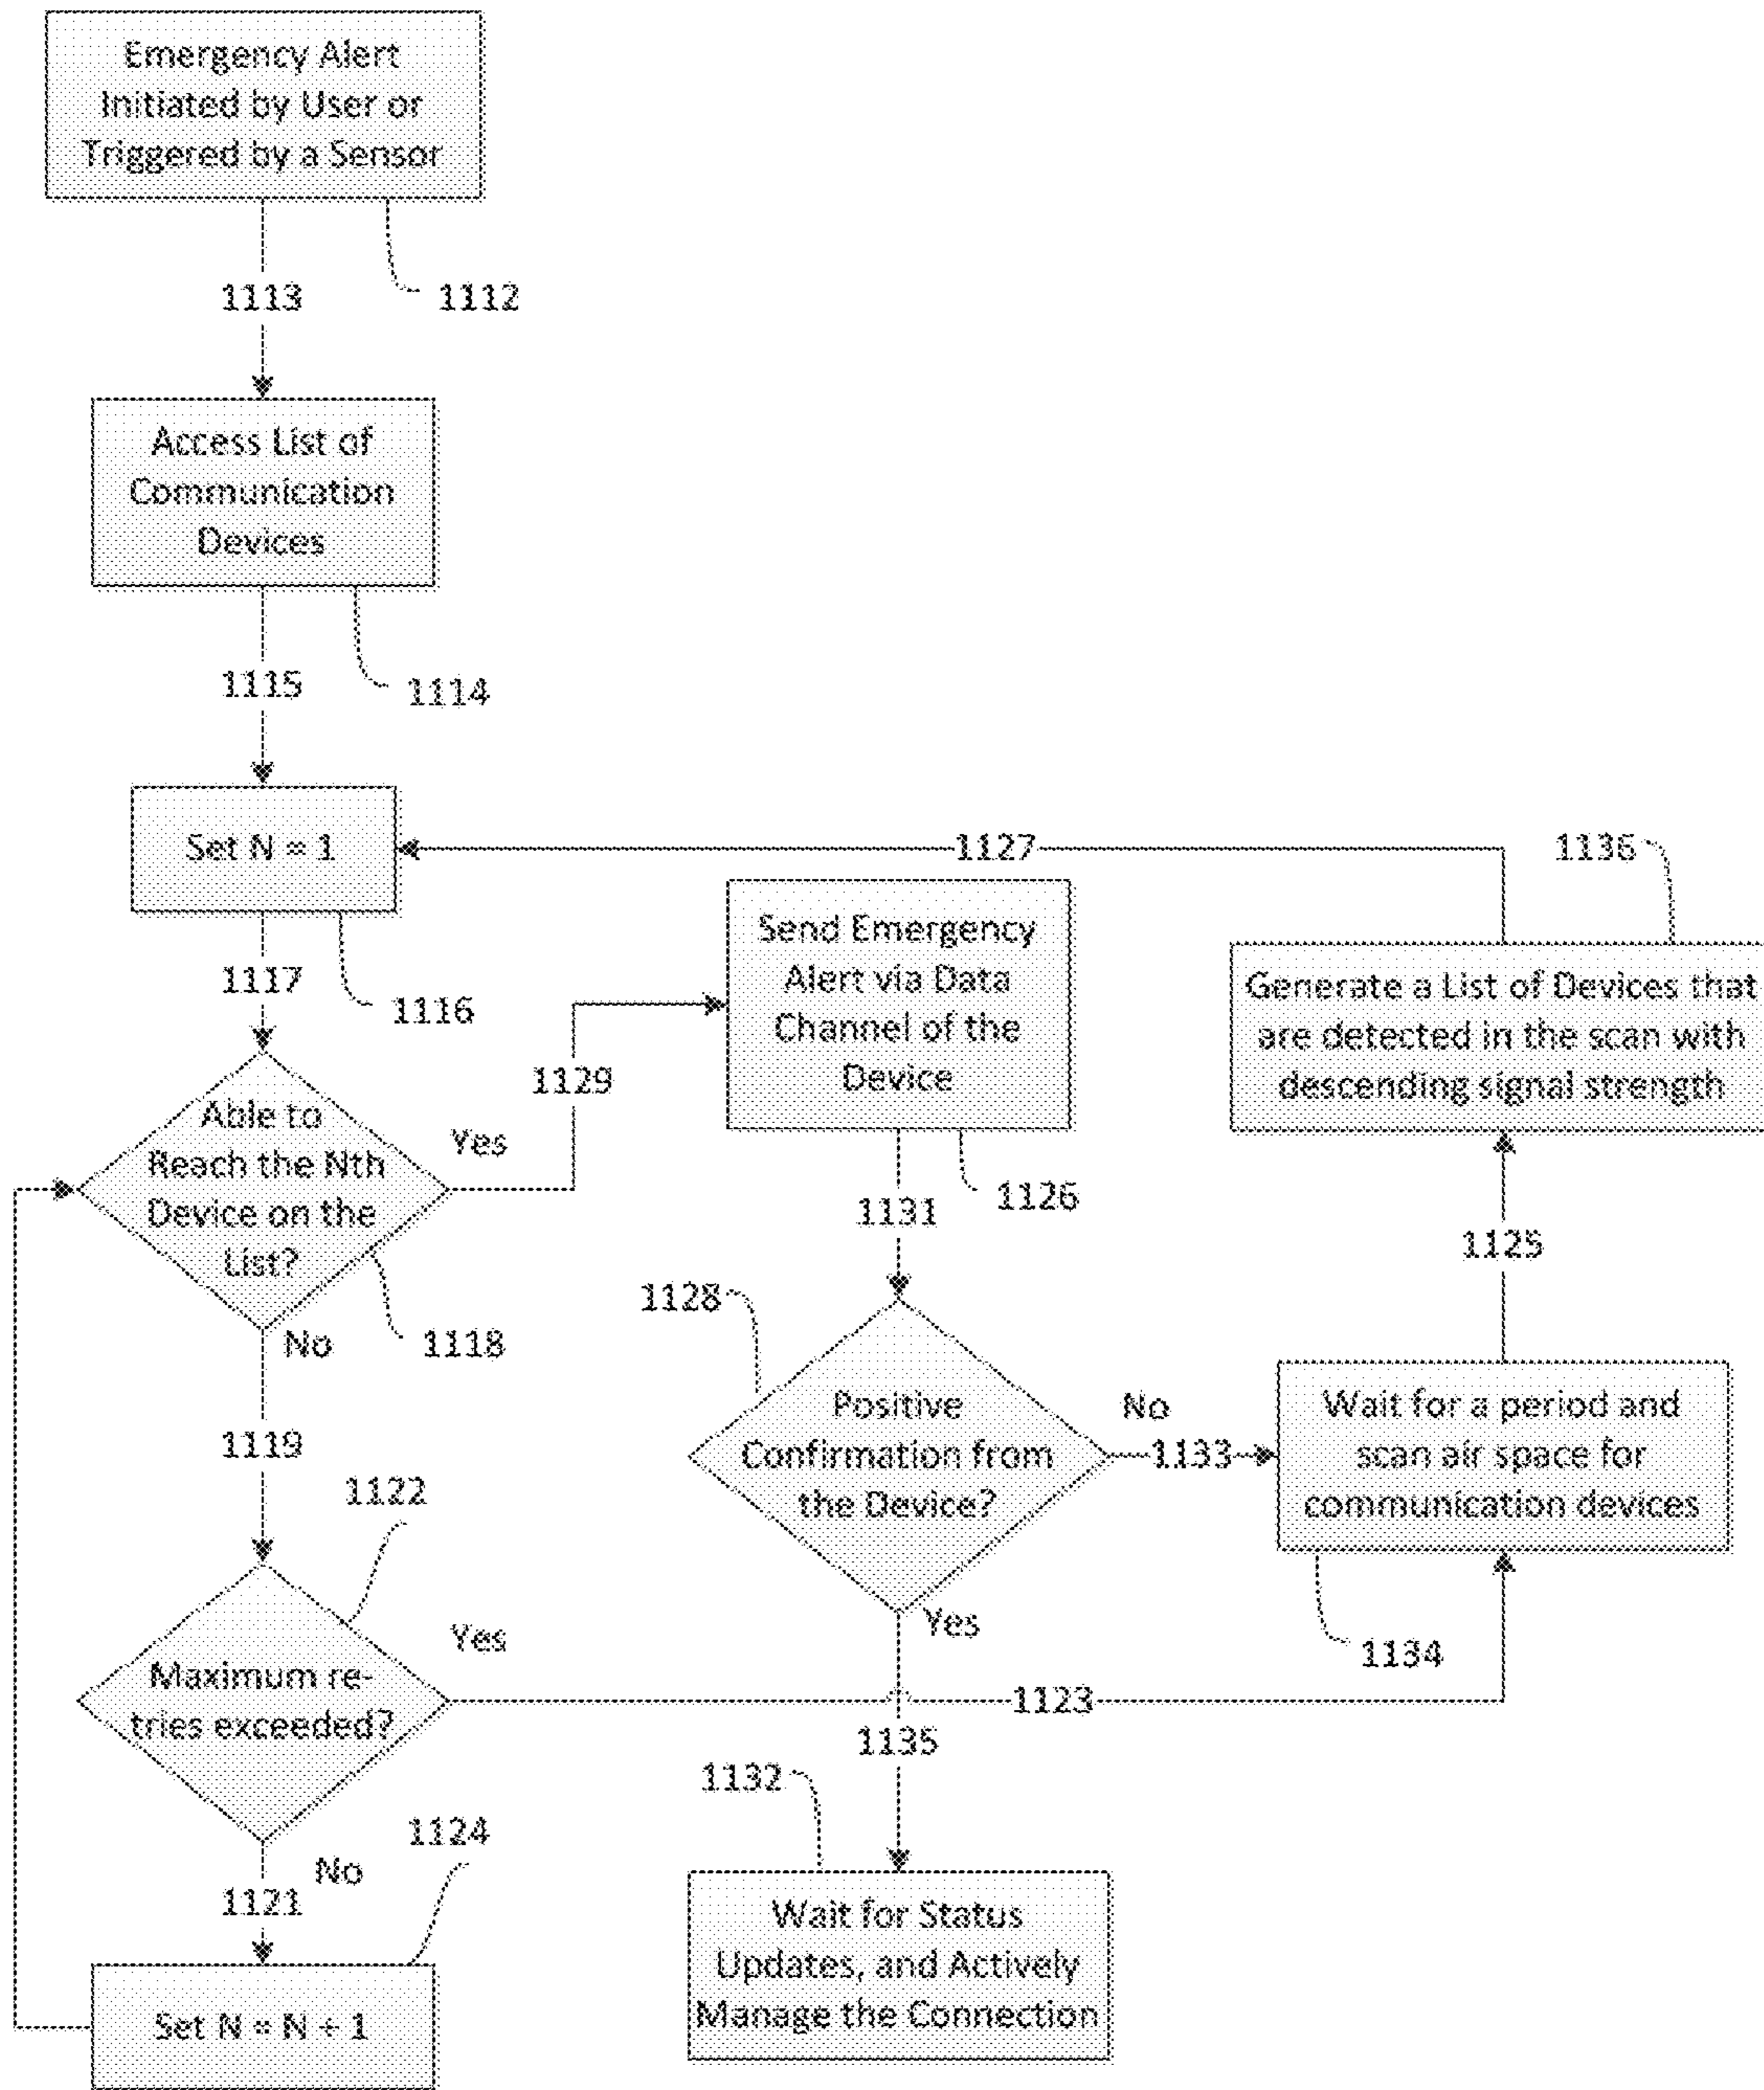 Emergency Alert
Initiated by User or
Triggered by a Sensor
1113
1112
Access List of
Communication
Devices
1115
1114
Set N = 1
1127
1136
1117
1116
Send Emergency
Alert via Data
Channel of the
Device
Generate a List of Devices that
are detected in the scan with
descending signal strength
1129
Able to
Reach the Nth
Device on the
List?
Yes
1126
1131
1125
1128
No
1118
1119
Positive
Confirmation from
the Device?
No
1133
Wait for a period and
scan air space for
communication devices
1122
Yes
1134
Maximum re-
tries exceeded?
Yes
1123
1135
1132
1124
No
1121
Wait for Status
Updates, and Actively
Manage the Connection
Set N = N + 1